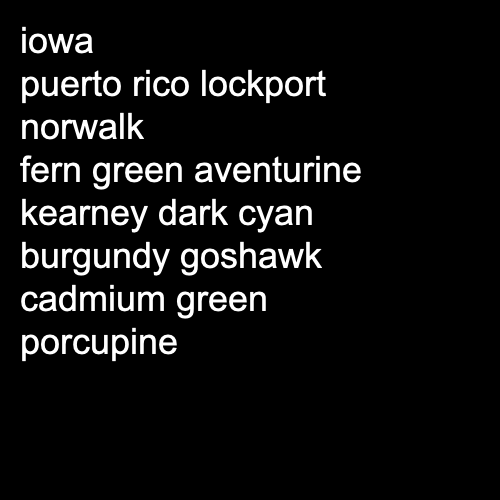 iowa
puerto rico lockport
norwalk
fern green aventurine
kearney dark cyan
burgundy goshawk
cadmium green
porcupine